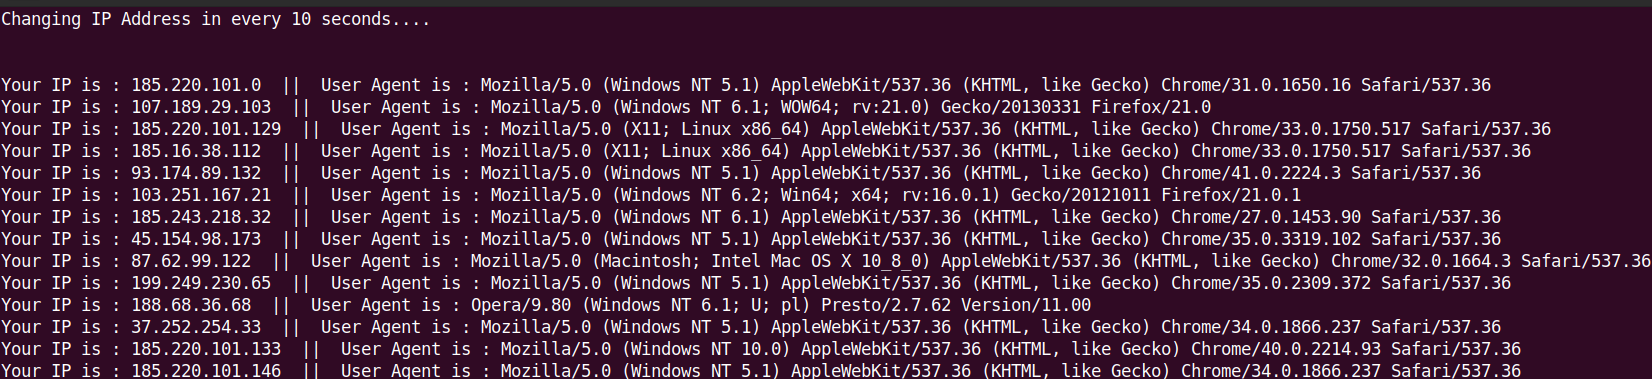 Changing IP Address in every 10 seconds....
Your IP is : 185.220.101.0  ||  User Agent is : Mozilla/5.0 (Windows NT 5.1) AppleWebKit/537.36 (KHTML, like Gecko) Chrome/31.0.1650.16 Safari/537.36
Your IP is : 107.189.29.103  ||  User Agent is : Mozilla/5.0 (Windows NT 6.1; WOW64; rv:21.0) Gecko/20130331 Firefox/21.0
Your IP is : 185.220.101.129  ||  User Agent is : Mozilla/5.0 (X11; Linux x86_64) AppleWebKit/537.36 (KHTML, like Gecko) Chrome/33.0.1750.517 Safari/537.36
Your IP is : 185.16.38.112  ||  User Agent is : Mozilla/5.0 (X11; Linux x86_64) AppleWebKit/537.36 (KHTML, like Gecko) Chrome/33.0.1750.517 Safari/537.36
Your IP is : 93.174.89.132  ||  User Agent is : Mozilla/5.0 (Windows NT 5.1) AppleWebKit/537.36 (KHTML, like Gecko) Chrome/41.0.2224.3 Safari/537.36
Your IP is : 103.251.167.21  ||  User Agent is : Mozilla/5.0 (Windows NT 6.2; Win64; x64; rv:16.0.1) Gecko/20121011 Firefox/21.0.1
Your IP is : 185.243.218.32  ||  User Agent is : Mozilla/5.0 (Windows NT 6.1) AppleWebKit/537.36 (KHTML, like Gecko) Chrome/27.0.1453.90 Safari/537.36
Your IP is : 45.154.98.173  ||  User Agent is : Mozilla/5.0 (Windows NT 5.1) AppleWebKit/537.36 (KHTML, like Gecko) Chrome/35.0.3319.102 Safari/537.36
Your IP is : 87.62.99.122  ||  User Agent is : Mozilla/5.0 (Macintosh; Intel Mac OS X 10_8_0) AppleWebKit/537.36 (KHTML, like Gecko) Chrome/32.0.1664.3 Safari/537.36
Your IP is : 199.249.230.65  ||  User Agent is : Mozilla/5.0 (Windows NT 5.1) AppleWebKit/537.36 (KHTML, like Gecko) Chrome/35.0.2309.372 Safari/537.36
Your IP is : 188.68.36.68  ||  User Agent is : Opera/9.80 (Windows NT 6.1; U; pl) Presto/2.7.62 Version/11.00
Your IP is : 37.252.254.33  ||  User Agent is : Mozilla/5.0 (Windows NT 5.1) AppleWebKit/537.36 (KHTML, like Gecko) Chrome/34.0.1866.237 Safari/537.36
Your IP is : 185.220.101.133  ||  User Agent is : Mozilla/5.0 (Windows NT 10.0) AppleWebKit/537.36 (KHTML, like Gecko) Chrome/40.0.2214.93 Safari/537.36
Your IP is : 185.220.101.146  ||  User Agent is : Mozilla/5.0 (Windows NT 5.1) AppleWebKit/537.36 (KHTML, like Gecko) Chrome/34.0.1866.237 Safari/537.36